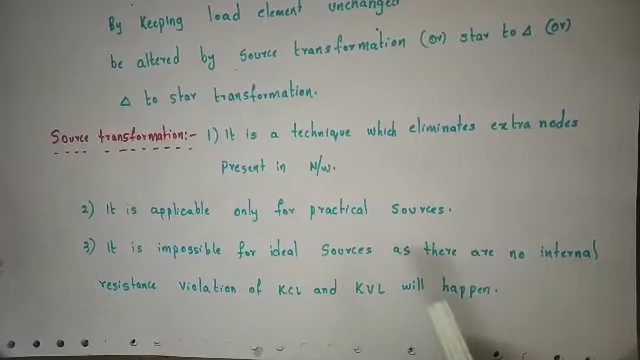 By Keeping load element unchanged
be altered by source transformation (or) star to Δ (or)
Δ to star transformation.
Source transformation:- 1) It is a technique which eliminates extra nodes
present in N/W.
2) It is applicable only for practical sources.
3) It is impossible for ideal sources as there are no internal
resistance violation of KCL and KVL will happen.